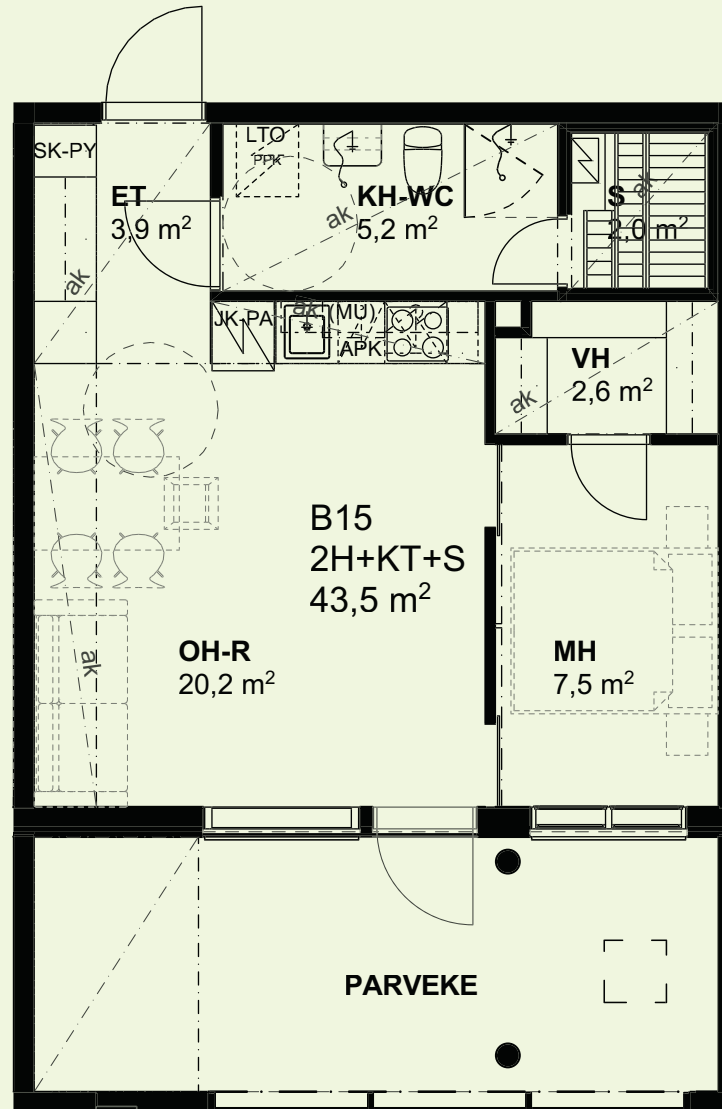 LTO
PPK
SK-PY
ET
3,9 m²
KH-WC
5,2 m²
ak
S
2,0 m²
ak
ak
JK-PA
ak (MU)
APK
VH
2,6 m²
ak
B15
2H+KT+S
43,5 m²
OH-R
20,2 m²
ak
MH
7,5 m²
PARVEKE